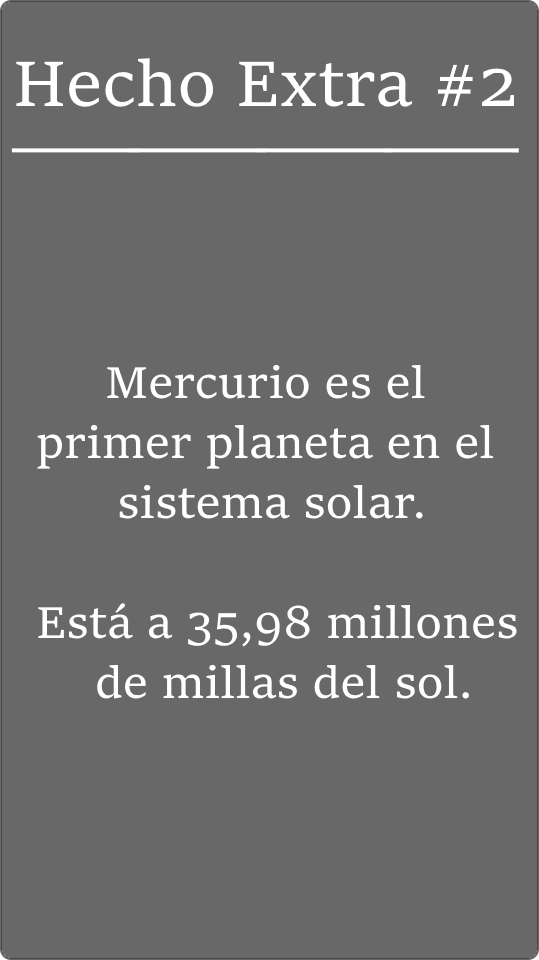 Hecho Extra #2
Mercurio es el
primer planeta en el
sistema solar.
Está a 35,98 millones
de millas del sol.